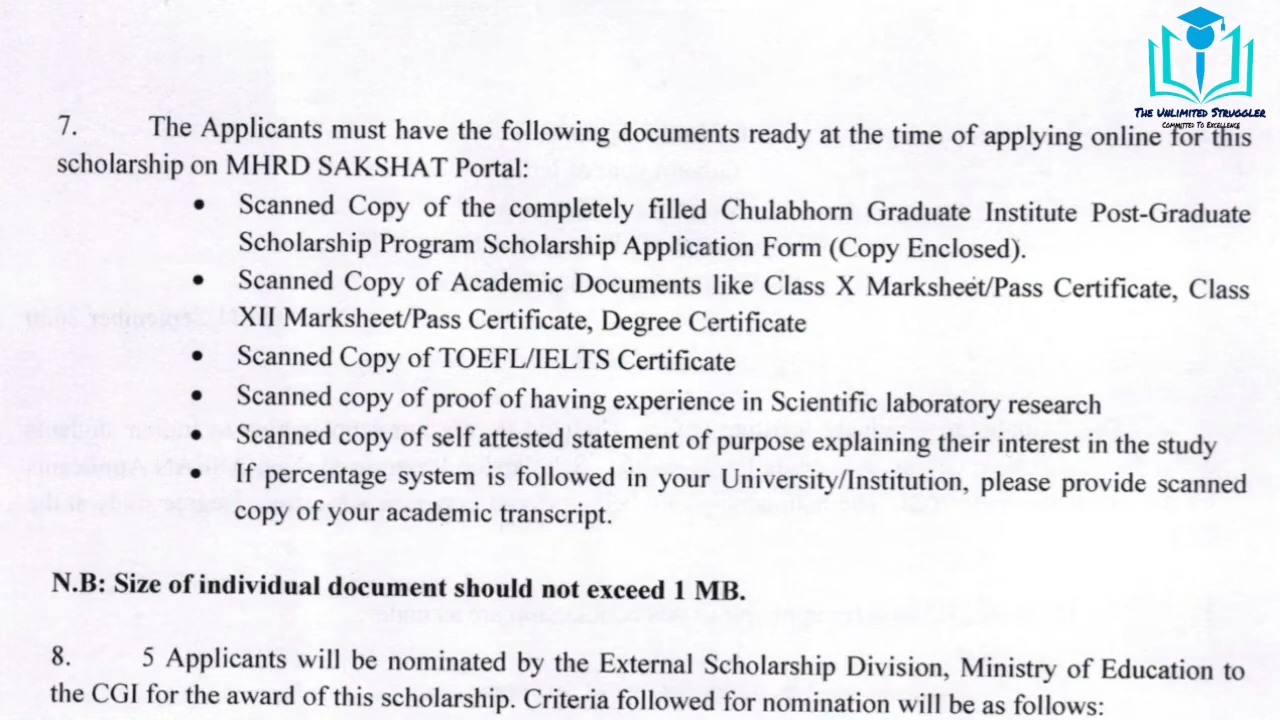 THE UNLIMITED STRUGGLER
COMMITTED TO EXCELLENCE
7. The Applicants must have the following documents ready at the time of applying online for this
scholarship on MHRD SAKSHAT Portal:
• Scanned Copy of the completely filled Chulabhorn Graduate Institute Post-Graduate
Scholarship Program Scholarship Application Form (Copy Enclosed).
• Scanned Copy of Academic Documents like Class X Marksheet/Pass Certificate, Class
XII Marksheet/Pass Certificate, Degree Certificate
• Scanned Copy of TOEFL/IELTS Certificate
• Scanned copy of proof of having experience in Scientific laboratory research
• Scanned copy of self attested statement of purpose explaining their interest in the study
• If percentage system is followed in your University/Institution, please provide scanned
copy of your academic transcript.
N.B: Size of individual document should not exceed 1 MB.
8. 5 Applicants will be nominated by the External Scholarship Division, Ministry of Education to
the CGI for the award of this scholarship. Criteria followed for nomination will be as follows: